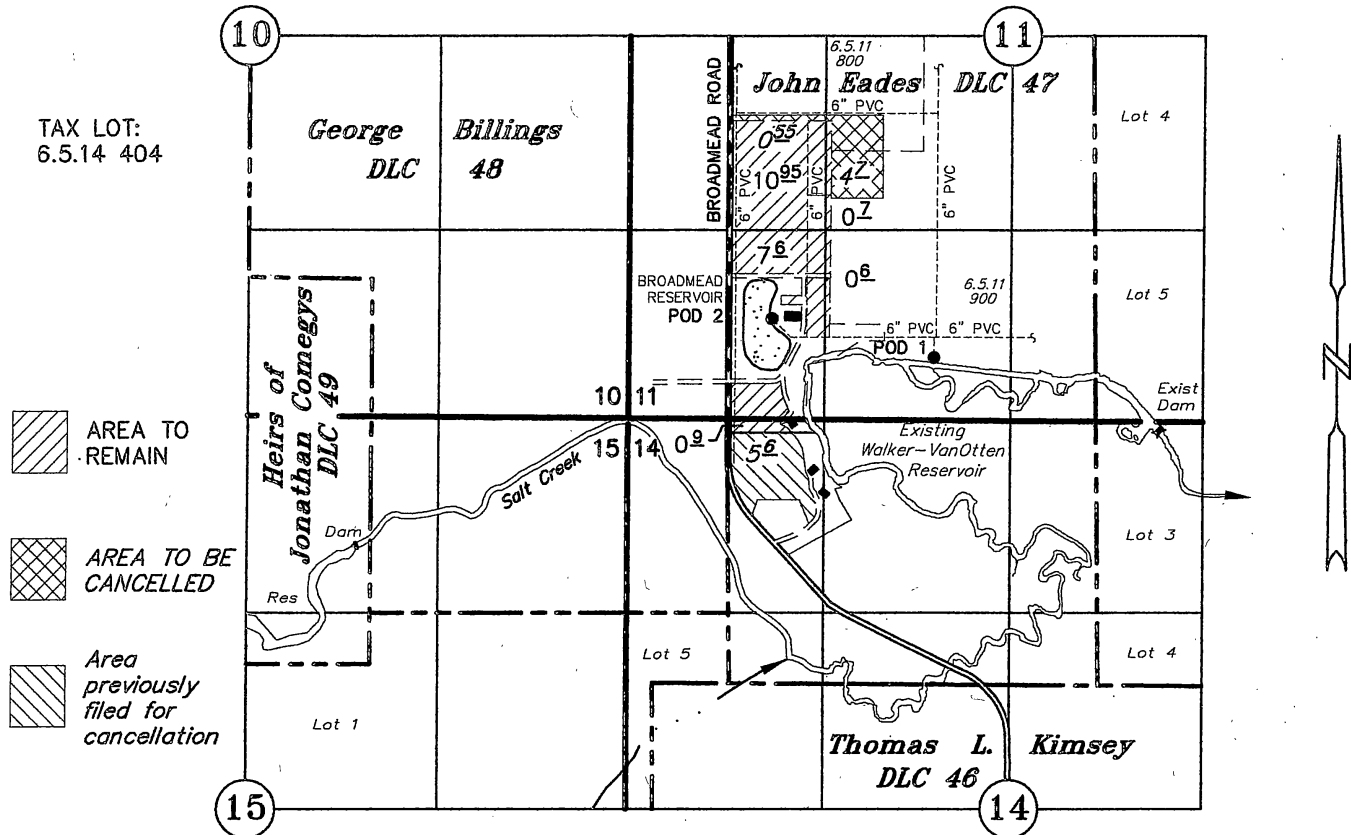 10
11
TAX LOT:
6.5.14 404
George Billings
DLC 48
BROADMEAD ROAD
6.5.11
800
John Eades DLC 47
6" PVC
Lot 4
0 55
10 95
6" PVC
6" PVC
4 7
0 7
6" PVC
7 6
0 6
BROADMEAD
RESERVOIR
POD 2
6.5.11
900
Lot 5
6" PVC 6" PVC
POD 1
Heirs of
Jonathan Comegys
DLC 49
N
Exist
Dam
10 11
15 14
0 9
5 6
Existing
Walker-VanOtten
Reservoir
Salt Creek
Dam
Res
Lot 3
AREA TO
REMAIN
AREA TO BE
CANCELLED
Area
previously
filed for
cancellation
Lot 5
Lot 4
Lot 1
Thomas L. Kimsey
DLC 46
15
14